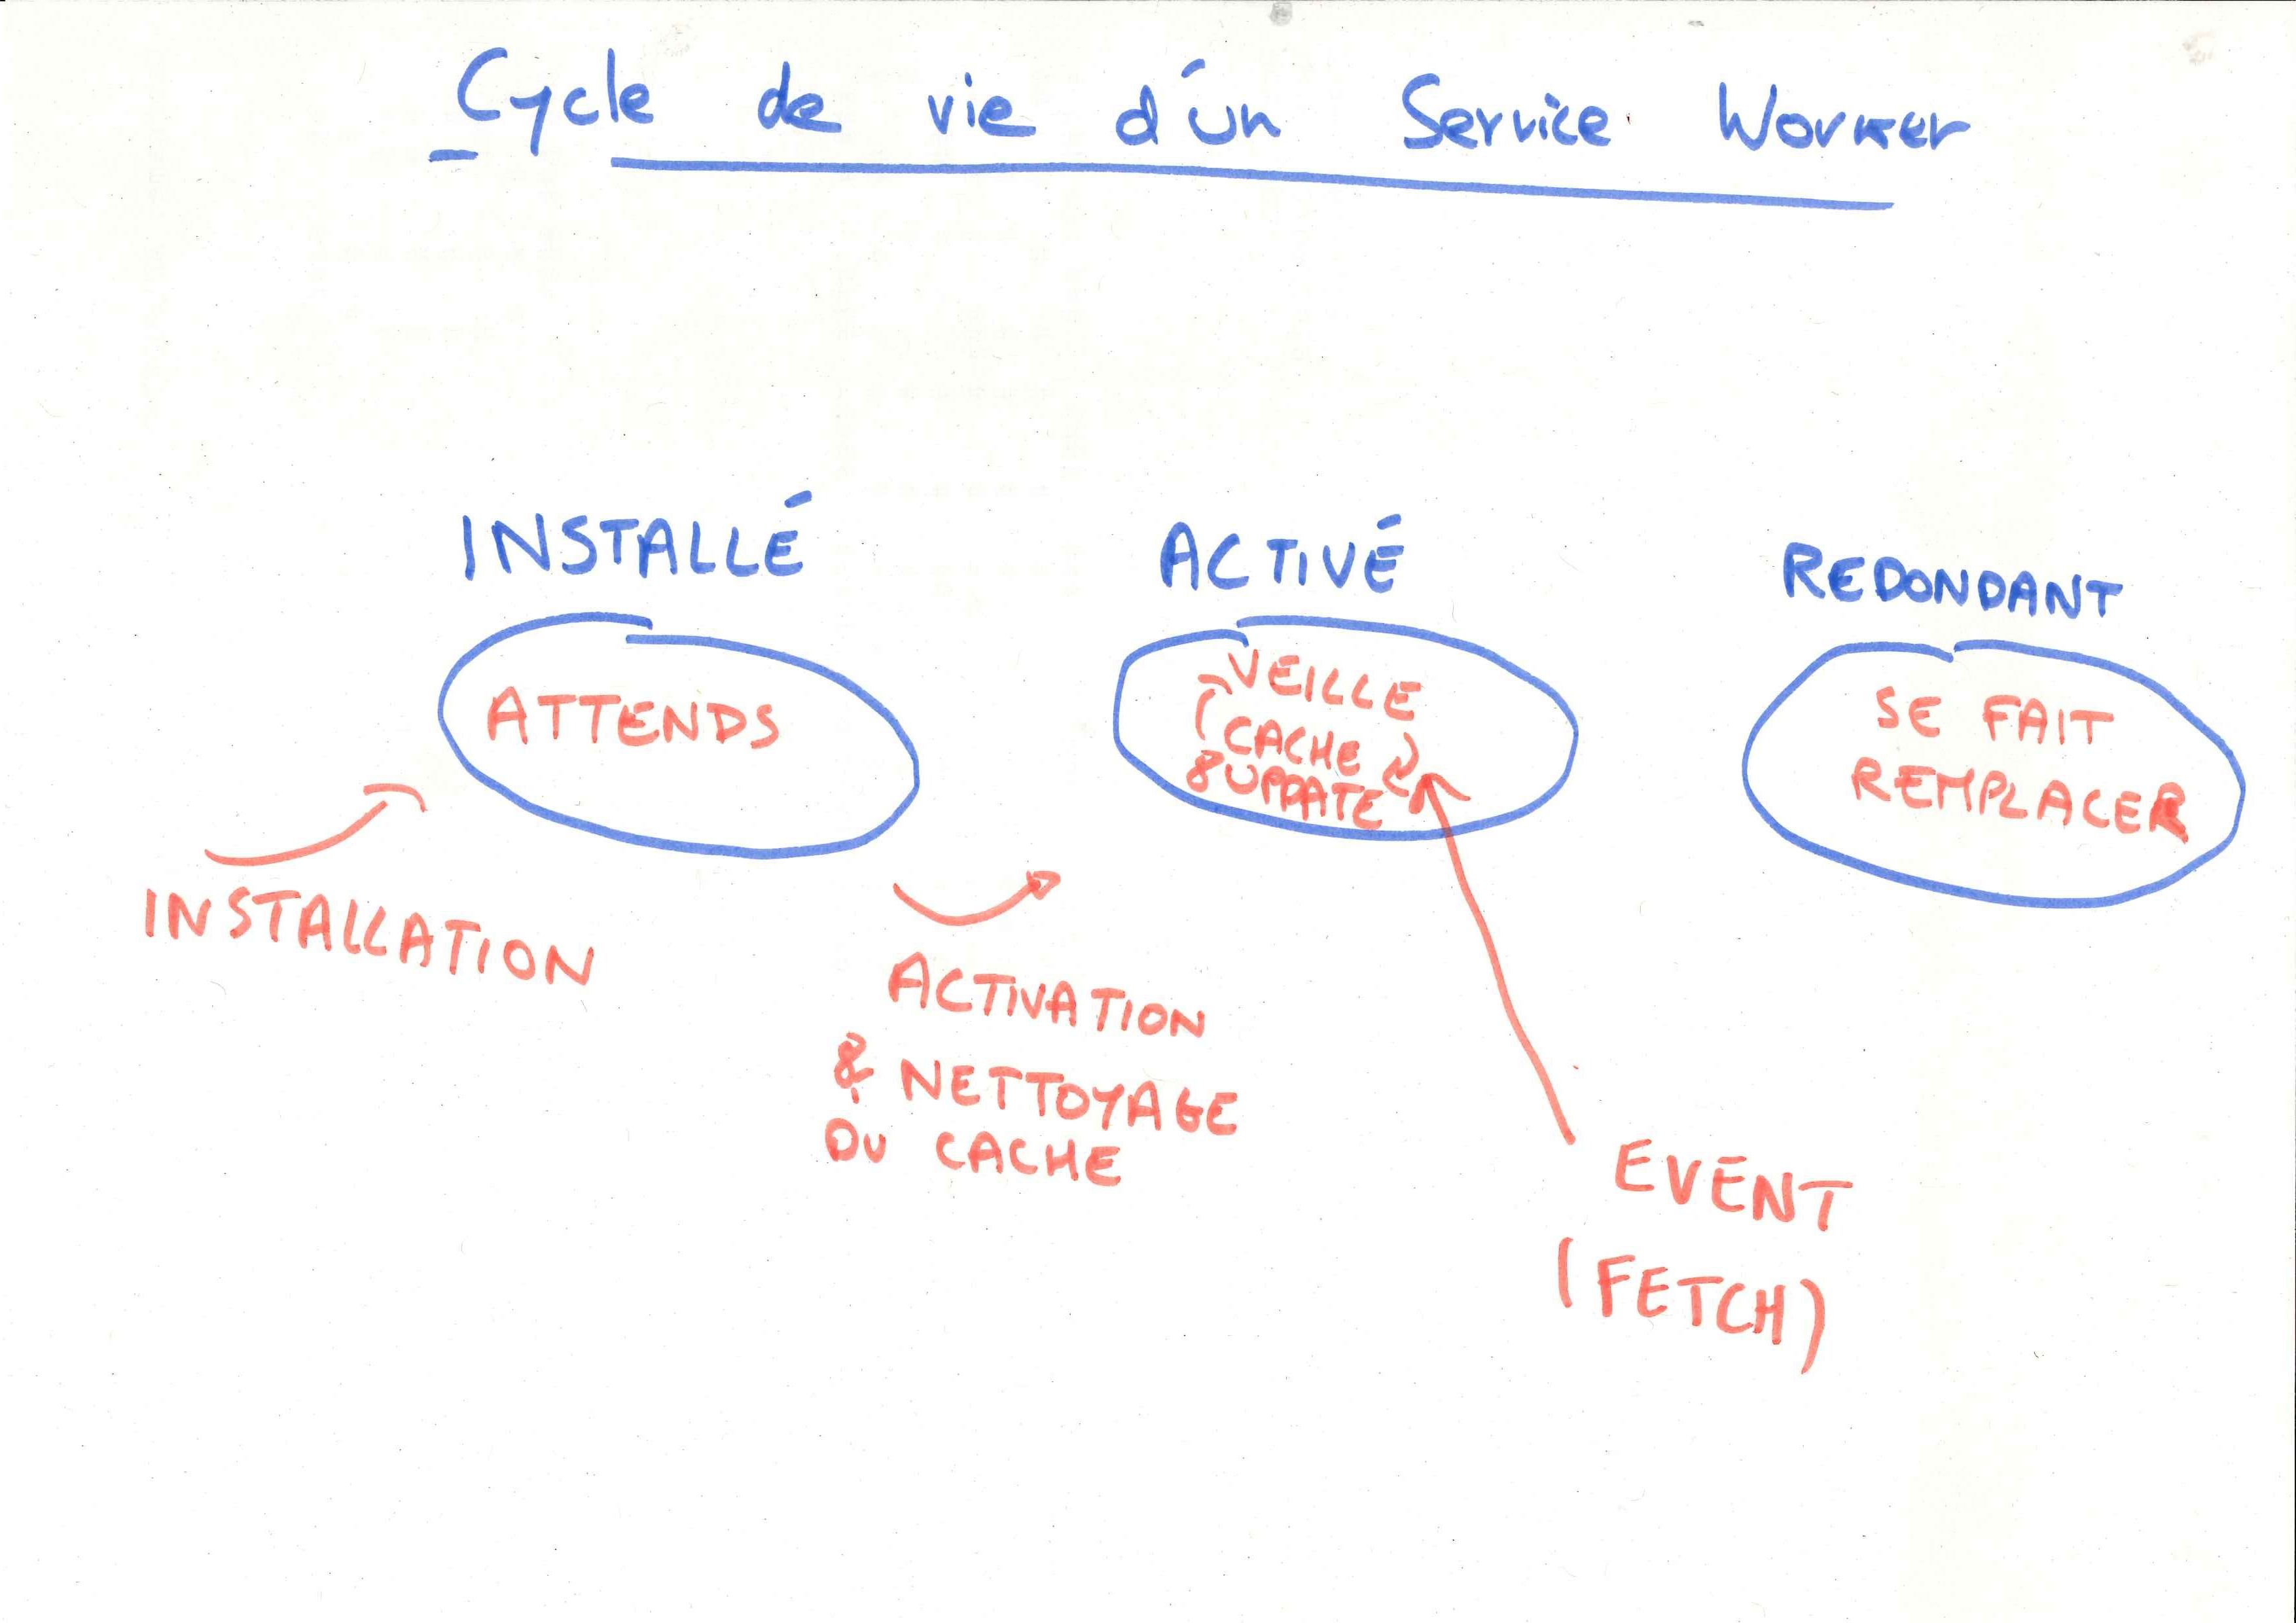 Cycle de vie d'un Service Worker
INSTALLÉ
ACTIVÉ
REDONDANT
ATTENDS
VEILLE
CACHE
& UPDATE
SE FAIT
REMPLACER
INSTALLATION
ACTIVATION
& NETTOYAGE
DU CACHE
EVENT
(FETCH)